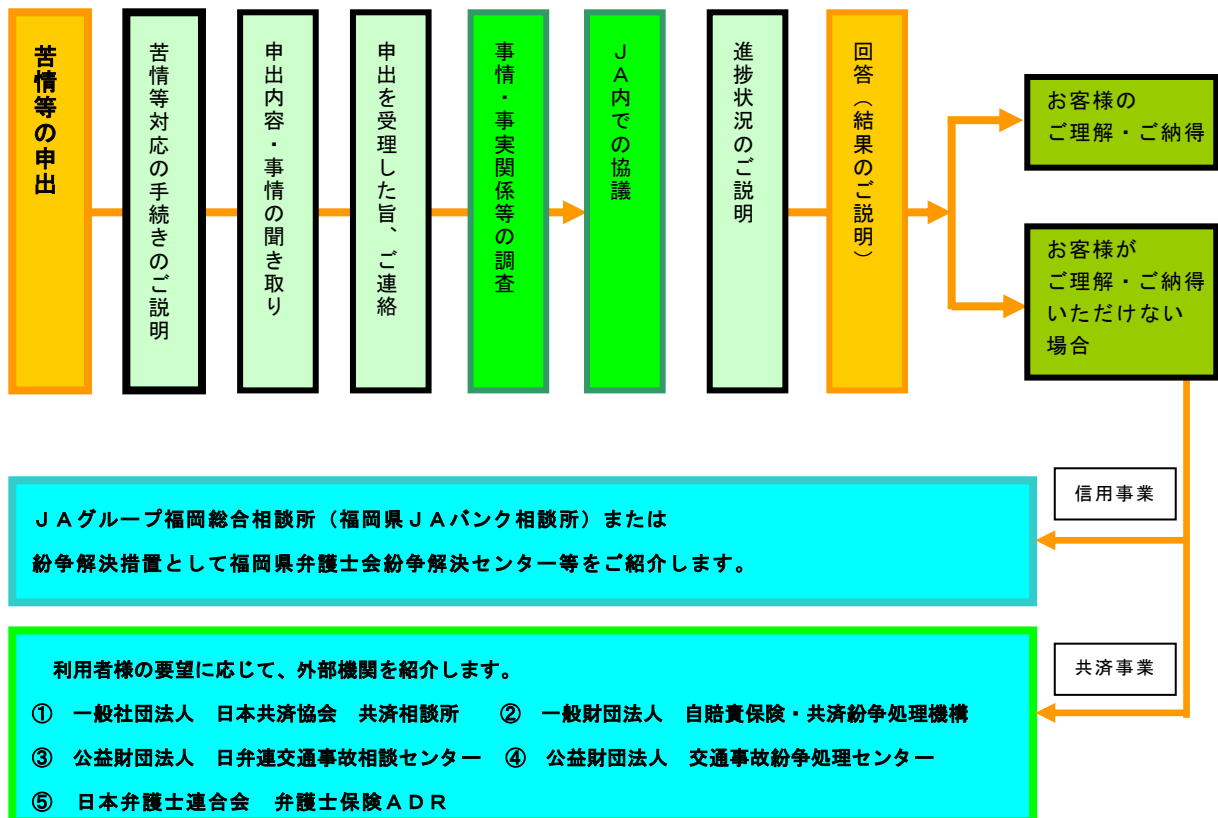 苦情等の申出
苦情等対応の手続きのご説明
申出内容・事情の聞き取り
申出を受理した旨、ご連絡
事情・事実関係等の調査
ＪＡ内での協議
進捗状況のご説明
回答（結果のご説明）
お客様の
ご理解・ご納得
お客様が
ご理解・ご納得
いただけない
場合
信用事業
ＪＡグループ福岡総合相談所（福岡県ＪＡバンク相談所）または
紛争解決措置として福岡県弁護士会紛争解決センター等をご紹介します。
共済事業
利用者様の要望に応じて、外部機関を紹介します。
①　一般社団法人　日本共済協会　共済相談所　　②　一般財団法人　自賠責保険・共済紛争処理機構
③　公益財団法人　日弁連交通事故相談センター　④　公益財団法人　交通事故紛争処理センター
⑤　日本弁護士連合会　弁護士保険ＡＤＲ